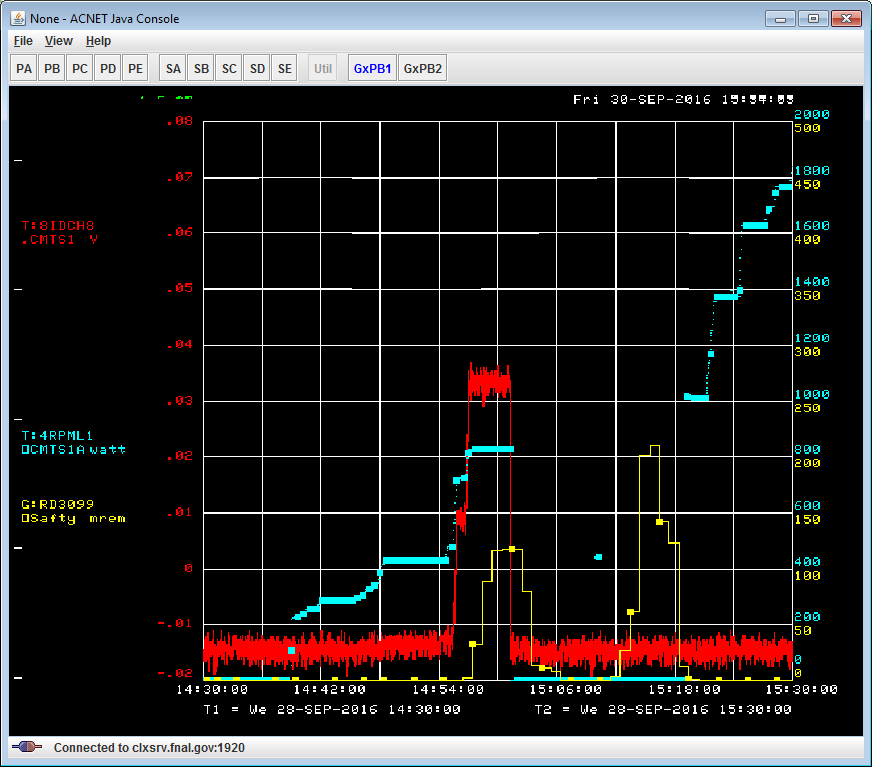 None - ACNET Java Console
File View Help
PA PB PC PD PE SA SB SC SD SE Util GxPB1 GxPB2
Fri 30-SEP-2016
.08
.07
.06
.05
.04
.03
.02
.01
0
-.01
-.02
T:8IDCH8
.CMTS1 V
T:4RPML1
CMTS1A watt
G:RD3099
Safty mrem
2000
500
1800
450
1600
400
1400
350
1200
300
1000
250
800
200
600
150
400
100
200
50
0
0
14:30:00 14:42:00 14:54:00 15:06:00 15:18:00 15:30:00
T1 = We 28-SEP-2016 14:30:00 T2 = We 28-SEP-2016 15:30:00
Connected to clxsrv.fnal.gov:1920